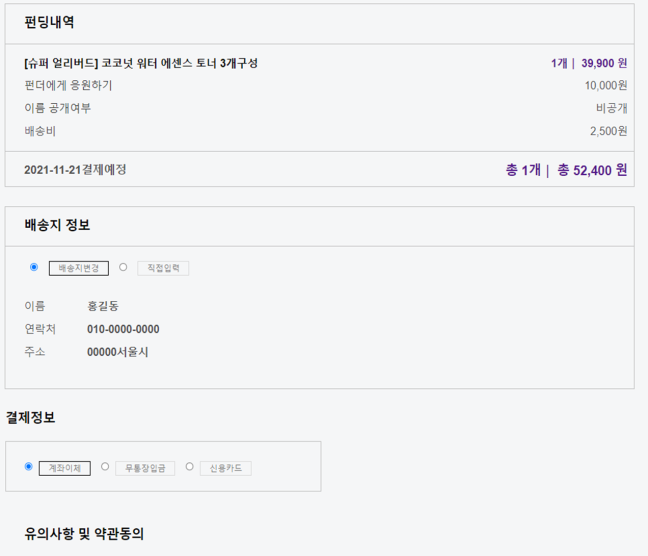 펀딩내역
[슈퍼 얼리버드] 코코넛 워터 에센스 토너 3개구성 1개 | 39,900 원
펀더에게 응원하기 10,000원
이름 공개여부 비공개
배송비 2,500원
2021-11-21결제예정 총 1개 | 총 52,400 원
배송지 정보
배송지변경 직접입력
이름 홍길동
연락처 010-0000-0000
주소 00000서울시
결제정보
계좌이체 무통장입금 신용카드
유의사항 및 약관동의